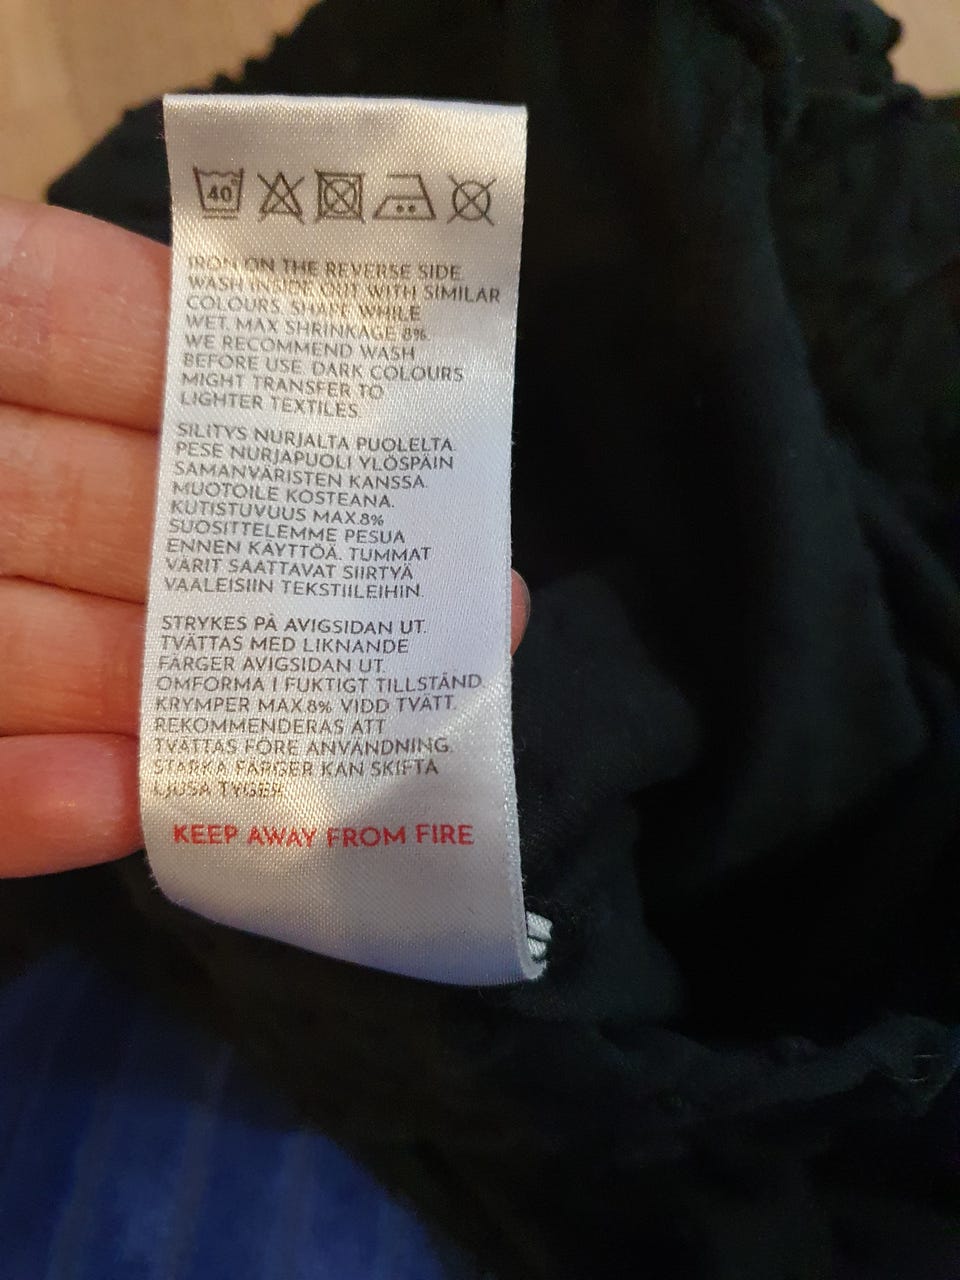 40°
IRON ON THE REVERSE SIDE.
WASH INSIDE OUT WITH SIMILAR
COLOURS. SHAPE WHILE
WET. MAX SHRINKAGE 8%.
WE RECOMMEND WASH
BEFORE USE. DARK COLOURS
MIGHT TRANSFER TO
LIGHTER TEXTILES.
SILITYS NURJALTA PUOLELTA.
PESE NURJAPUOLI YLÖSPÄIN
SAMANVÄRISTEN KANSSA.
MUOTOILE KOSTEANA.
KUTISTUVUUS MAX.8%
SUOSITTELEMME PESUA
ENNEN KÄYTTÖÄ. TUMMAT
VÄRIT SAATTAVAT SIIRTYÄ
VAALEISIIN TEKSTIILEIHIN.
STRYKES PÅ AVIGSIDAN UT.
TVÄTTAS MED LIKNANDE
FÄRGER AVIGSIDAN UT.
OMFORMA I FUKTIGT TILLSTÅND.
KRYMPER MAX.8% VIDD TVÄTT.
REKOMMENDERAS ATT
TVÄTTAS FÖRE ANVÄNDNING.
STARKA FÄRGER KAN SKIFTA
LJUSA TYGER
KEEP AWAY FROM FIRE